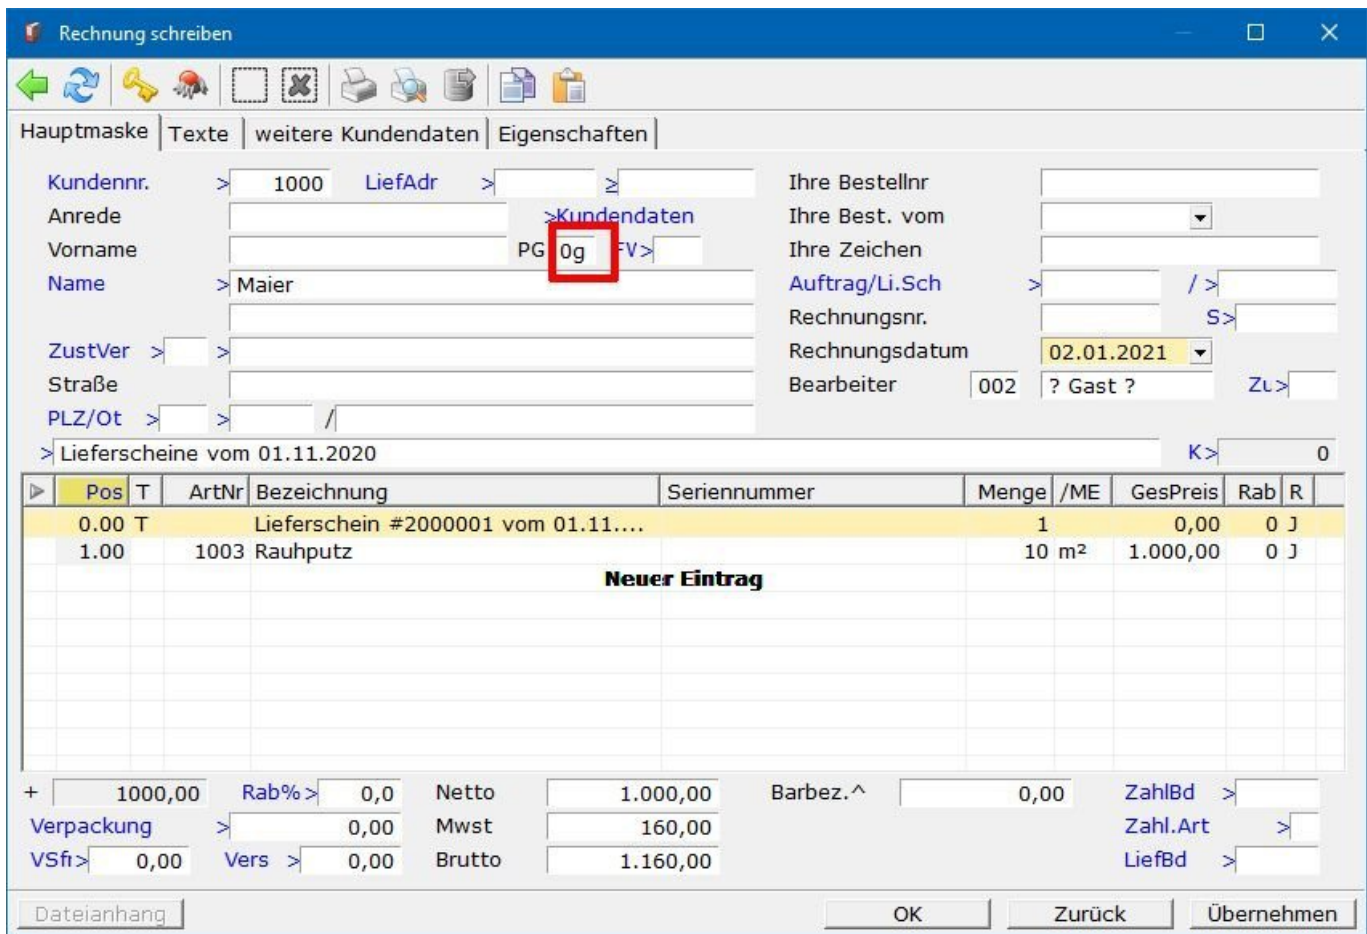 Rechnung schreiben
Hauptmaske Texte weitere Kundendaten Eigenschaften
Kundennr. > 1000 LiefAdr > ≥ Ihre Bestellnr
Anrede >Kundendaten Ihre Best. vom
Vorname PG 0g V> Ihre Zeichen
Name > Maier Auftrag/Li.Sch > / >
Rechnungsnr. S>
ZustVer > > Rechnungsdatum 02.01.2021
Straße Bearbeiter 002 ? Gast ? Zu>
PLZ/Ot > > /
> Lieferscheine vom 01.11.2020 K> 0
Pos T ArtNr Bezeichnung Seriennummer Menge /ME GesPreis Rab R
0.00 T Lieferschein #2000001 vom 01.11.... 1 0,00 0 J
1.00 1003 Rauhputz 10 m² 1.000,00 0 J
Neuer Eintrag
+ 1000,00 Rab% > 0,0 Netto 1.000,00 Barbez.^ 0,00 ZahlBd >
Verpackung > 0,00 Mwst 160,00 Zahl.Art >
VSfr> 0,00 Vers > 0,00 Brutto 1.160,00 LiefBd >
Dateianhang OK Zurück Übernehmen